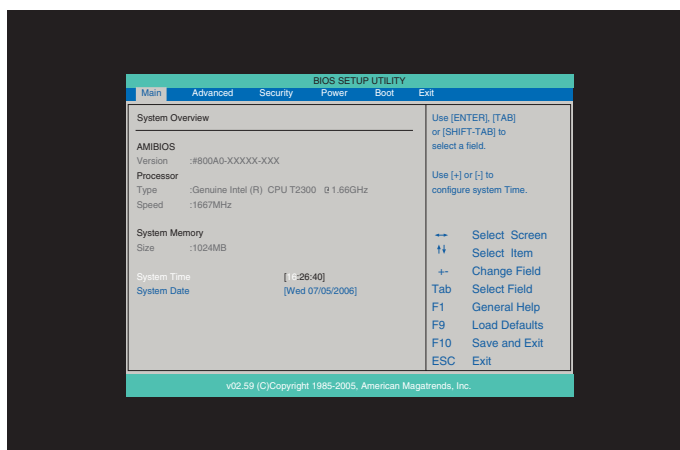 BIOS SETUP UTILITY
Main Advanced Security Power Boot Exit
System Overview
AMIBIOS
Version :#800A0-XXXXX-XXX
Processor
Type :Genuine Intel (R) CPU T2300 @1.66GHz
Speed :1667MHz
System Memory
Size :1024MB
System Time [16:26:40]
System Date [Wed 07/05/2006]
Use [ENTER], [TAB]
or [SHIFT-TAB] to
select a field.
Use [+] or [-] to
configure system Time.
↔ Select Screen
↑↓ Select Item
+- Change Field
Tab Select Field
F1 General Help
F9 Load Defaults
F10 Save and Exit
ESC Exit
v02.59 (C)Copyright 1985-2005, American Magatrends, Inc.